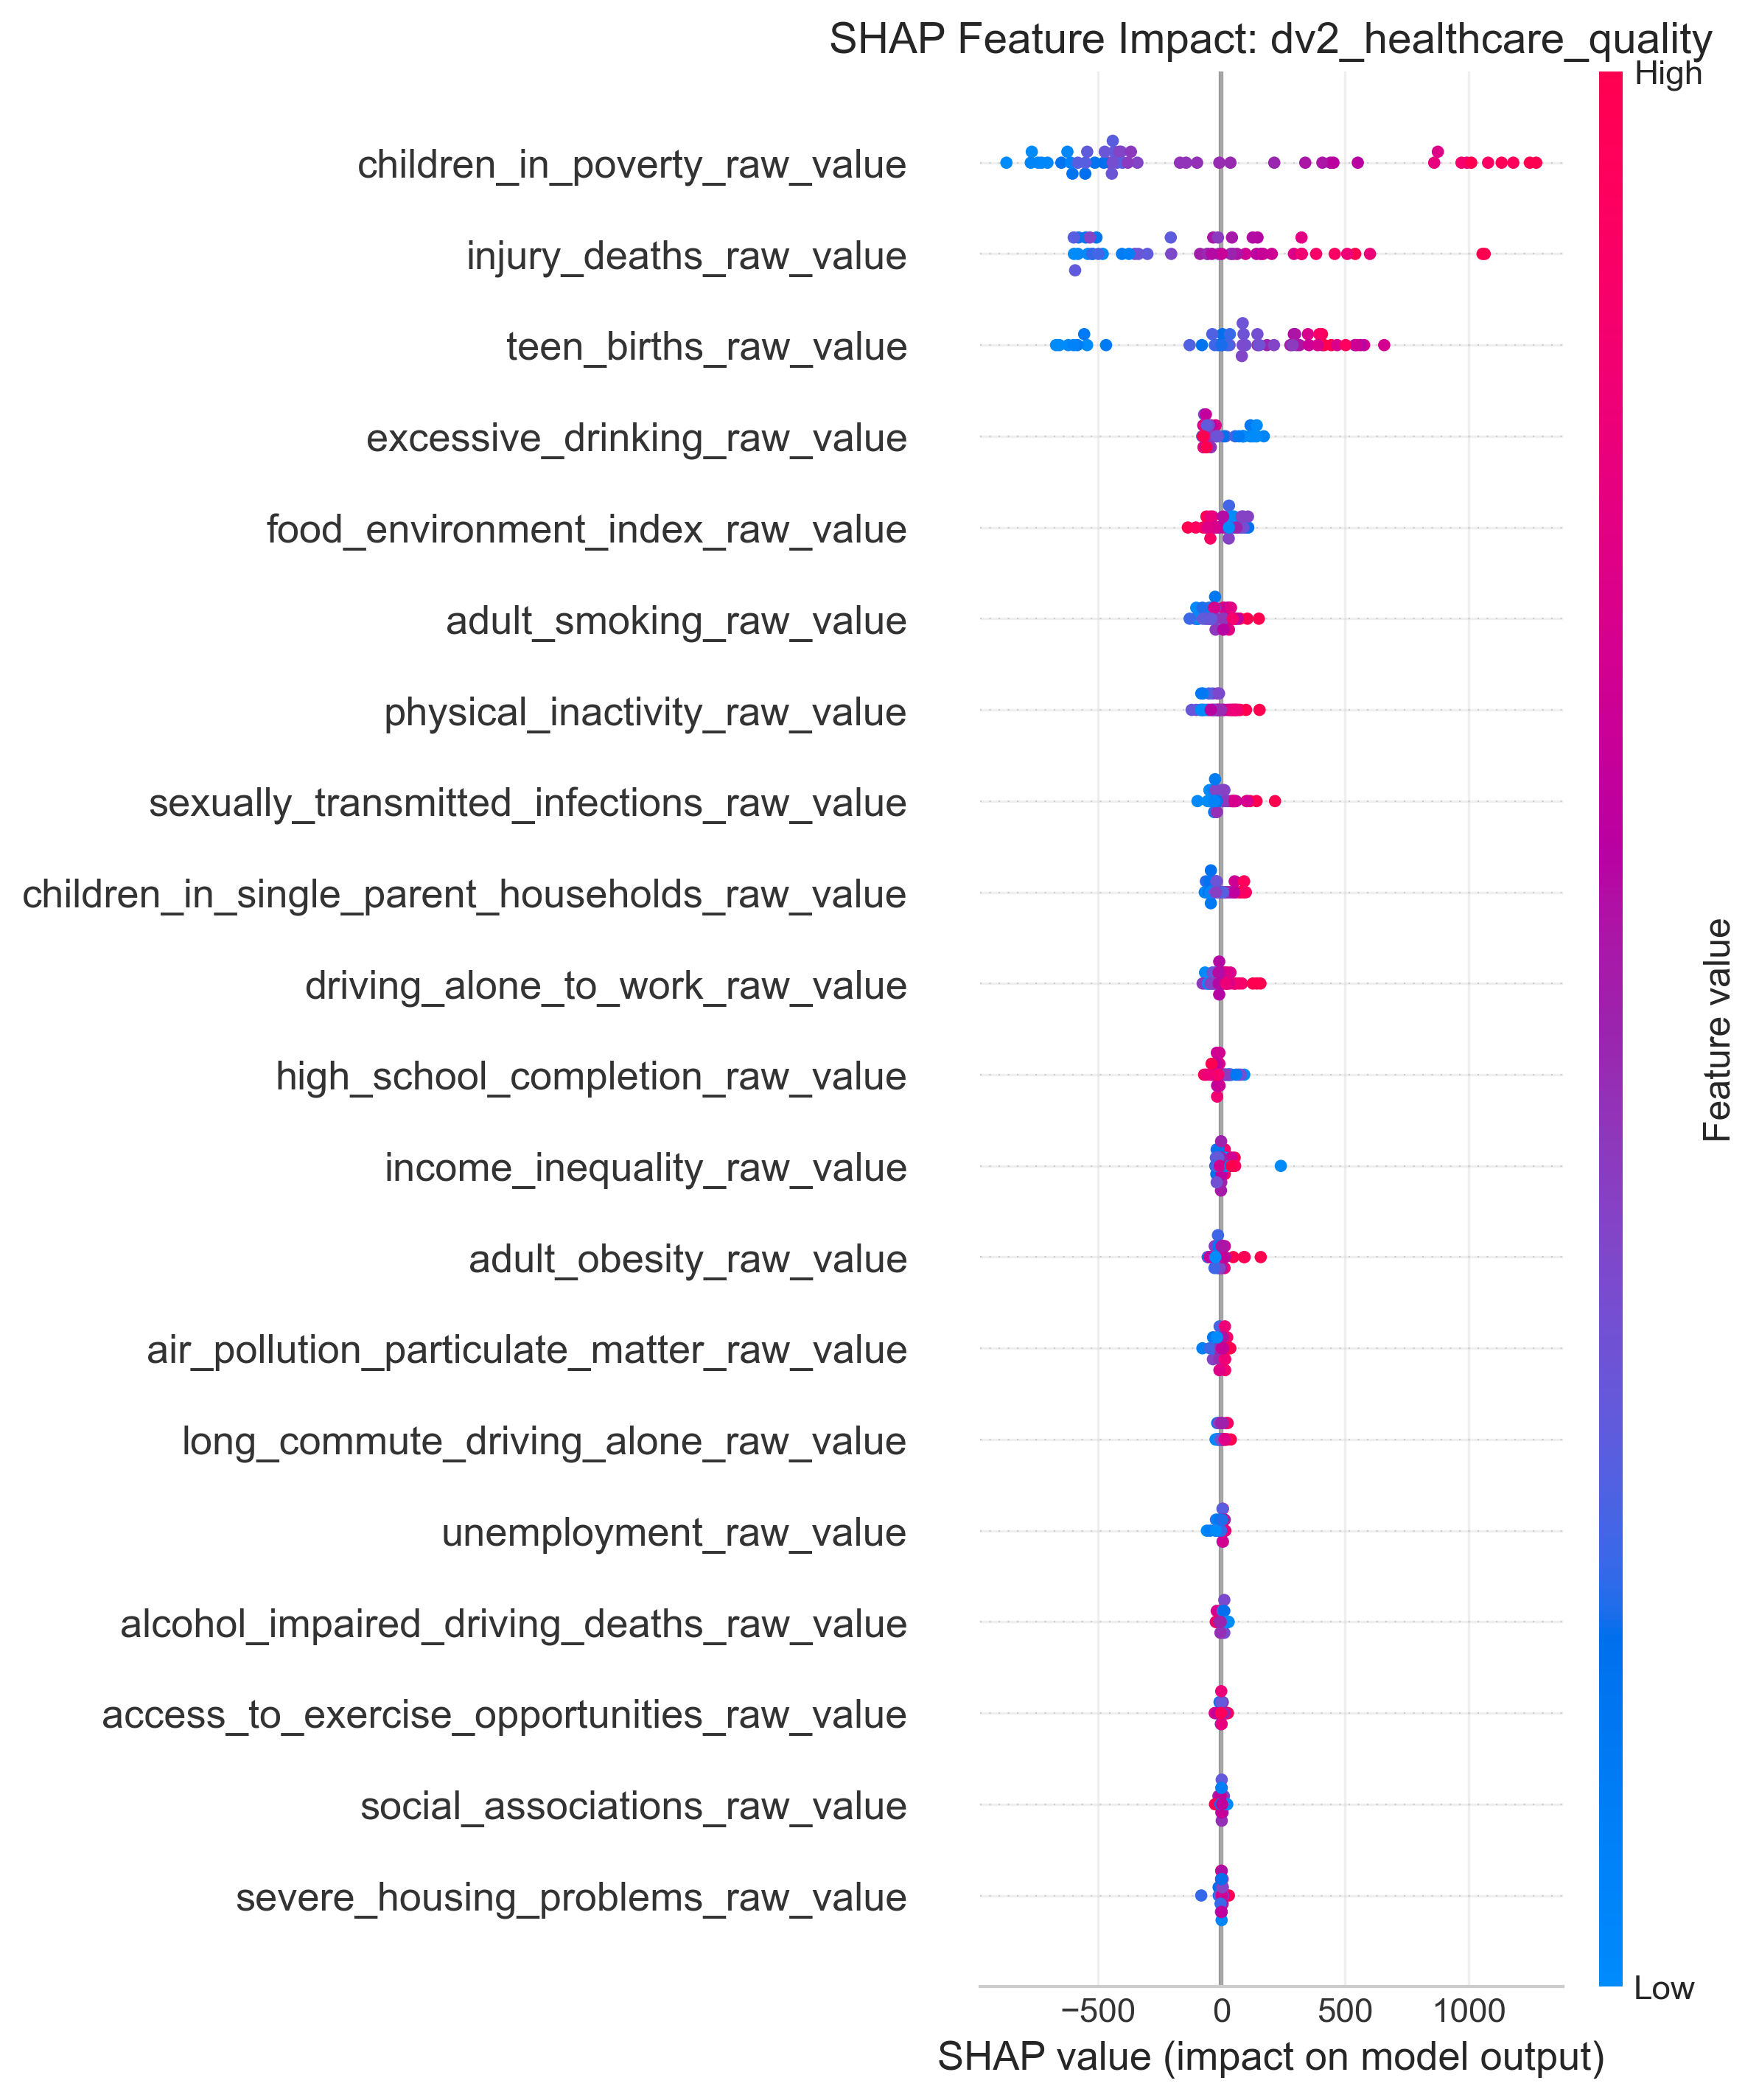 SHAP Feature Impact: dv2_healthcare_quality
High
children_in_poverty_raw_value
injury_deaths_raw_value
teen_births_raw_value
excessive_drinking_raw_value
food_environment_index_raw_value
adult_smoking_raw_value
physical_inactivity_raw_value
sexually_transmitted_infections_raw_value
children_in_single_parent_households_raw_value
driving_alone_to_work_raw_value
high_school_completion_raw_value
income_inequality_raw_value
adult_obesity_raw_value
air_pollution_particulate_matter_raw_value
long_commute_driving_alone_raw_value
unemployment_raw_value
alcohol_impaired_driving_deaths_raw_value
access_to_exercise_opportunities_raw_value
social_associations_raw_value
severe_housing_problems_raw_value
Feature value
Low
−500 0 500 1000
SHAP value (impact on model output)